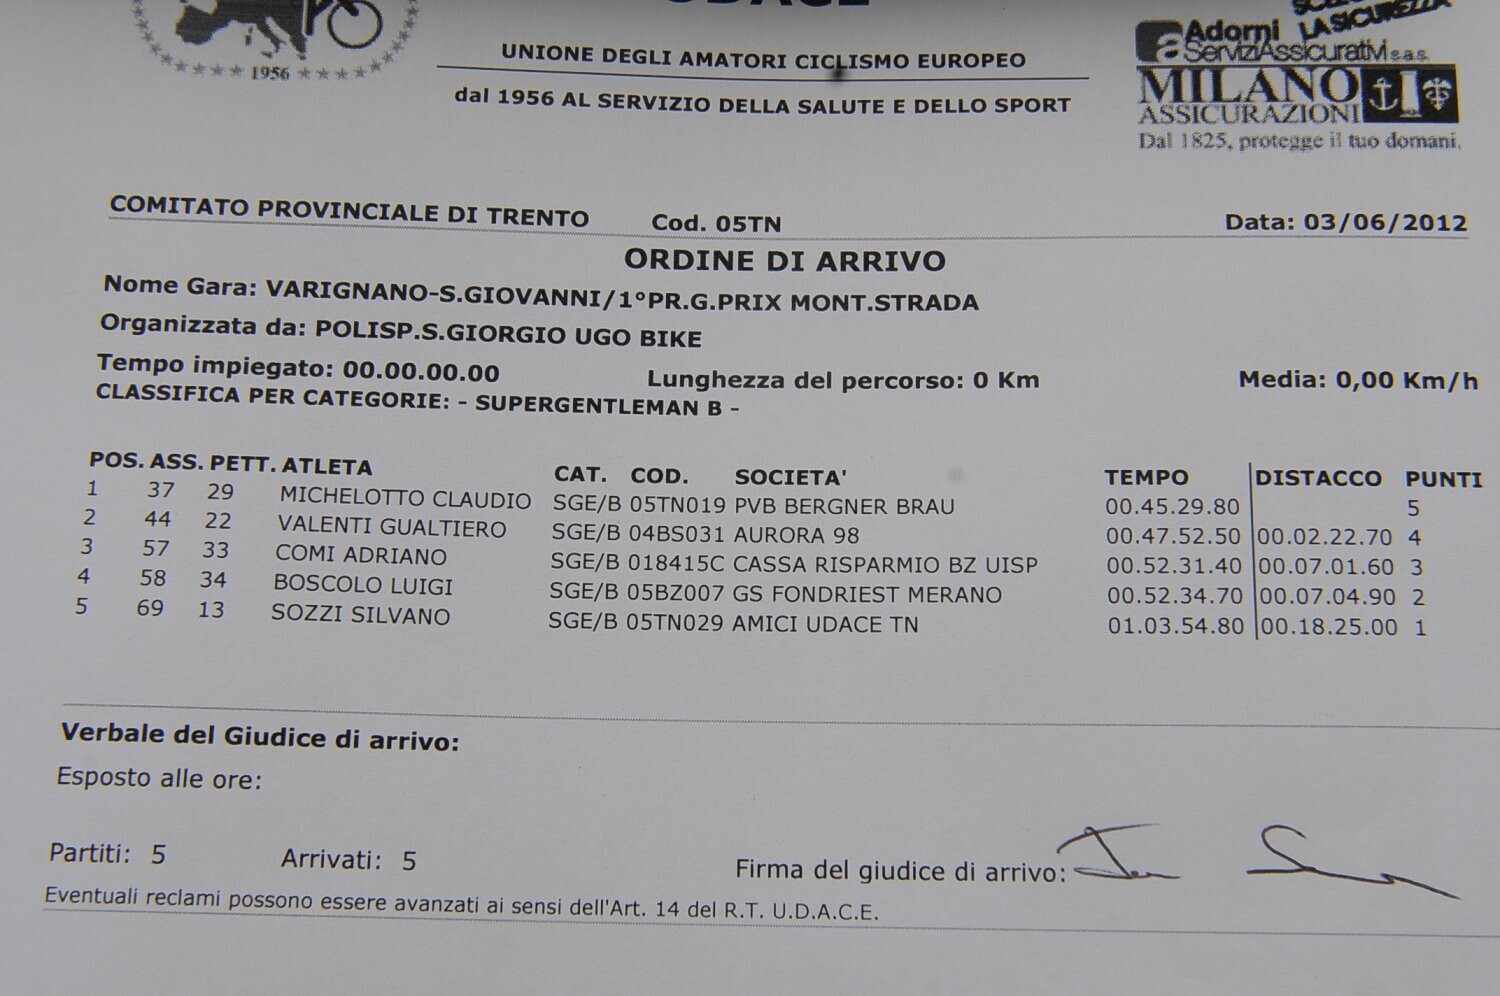 UDACE
1956
UNIONE DEGLI AMATORI CICLISMO EUROPEO
dal 1956 AL SERVIZIO DELLA SALUTE E DELLO SPORT
LA SICUREZZA
Adorni
ServiziAssicurativi s.a.s.
MILANO
ASSICURAZIONI
Dal 1825, protegge il tuo domani.
COMITATO PROVINCIALE DI TRENTO Cod. 05TN Data: 03/06/2012
ORDINE DI ARRIVO
Nome Gara: VARIGNANO-S.GIOVANNI/1°PR.G.PRIX MONT.STRADA
Organizzata da: POLISP.S.GIORGIO UGO BIKE
Tempo impiegato: 00.00.00.00 Lunghezza del percorso: 0 Km Media: 0,00 Km/h
CLASSIFICA PER CATEGORIE: - SUPERGENTLEMAN B -
POS. ASS. PETT. ATLETA CAT. COD. SOCIETA' TEMPO DISTACCO PUNTI
1 37 29 MICHELOTTO CLAUDIO SGE/B 05TN019 PVB BERGNER BRAU 00.45.29.80 5
2 44 22 VALENTI GUALTIERO SGE/B 04BS031 AURORA 98 00.47.52.50 00.02.22.70 4
3 57 33 COMI ADRIANO SGE/B 018415C CASSA RISPARMIO BZ UISP 00.52.31.40 00.07.01.60 3
4 58 34 BOSCOLO LUIGI SGE/B 05BZ007 GS FONDRIEST MERANO 00.52.34.70 00.07.04.90 2
5 69 13 SOZZI SILVANO SGE/B 05TN029 AMICI UDACE TN 01.03.54.80 00.18.25.00 1
Verbale del Giudice di arrivo:
Esposto alle ore:
Partiti: 5 Arrivati: 5 Firma del giudice di arrivo:
Eventuali reclami possono essere avanzati ai sensi dell'Art. 14 del R.T. U.D.A.C.E.